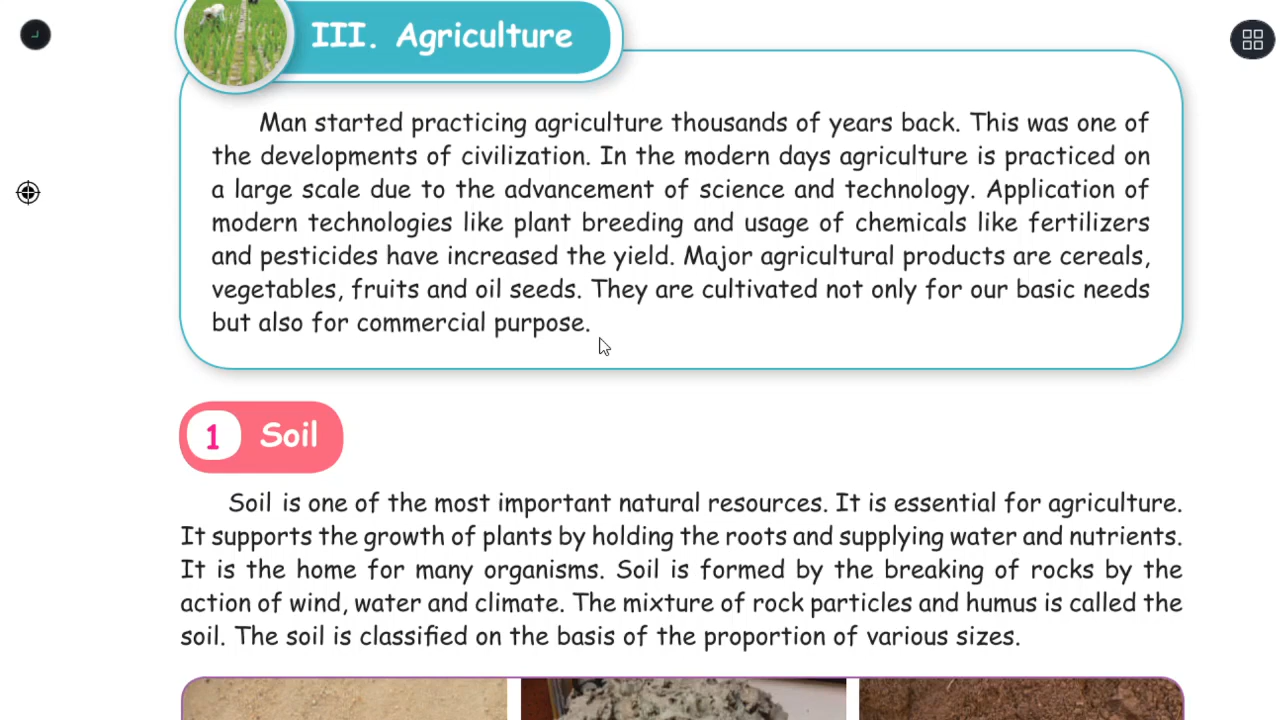 III. Agriculture
Man started practicing agriculture thousands of years back. This was one of
the developments of civilization. In the modern days agriculture is practiced on
a large scale due to the advancement of science and technology. Application of
modern technologies like plant breeding and usage of chemicals like fertilizers
and pesticides have increased the yield. Major agricultural products are cereals,
vegetables, fruits and oil seeds. They are cultivated not only for our basic needs
but also for commercial purpose.
1 Soil
Soil is one of the most important natural resources. It is essential for agriculture.
It supports the growth of plants by holding the roots and supplying water and nutrients.
It is the home for many organisms. Soil is formed by the breaking of rocks by the
action of wind, water and climate. The mixture of rock particles and humus is called the
soil. The soil is classified on the basis of the proportion of various sizes.